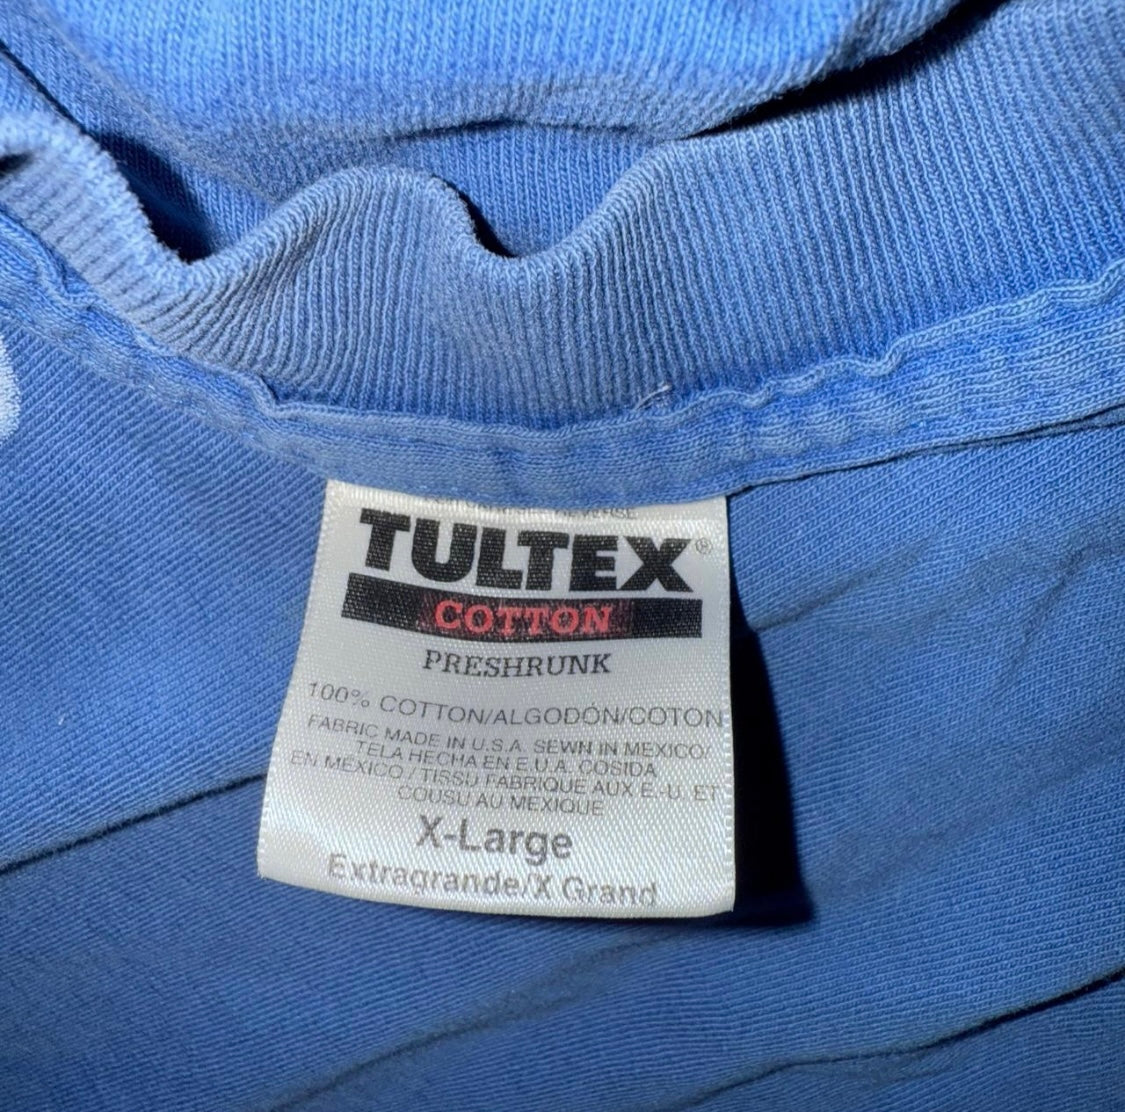 TULTEX®
COTTON
PRESHRUNK
100% COTTON/ALGODÓN/COTON
FABRIC MADE IN U.S.A. SEWN IN MEXICO/
TELA HECHA EN E.U.A. COSIDA
EN MÉXICO / TISSU FABRIQUE AUX E.-U. ET
COUSU AU MEXIQUE
X-Large
Extragrande/X Grand